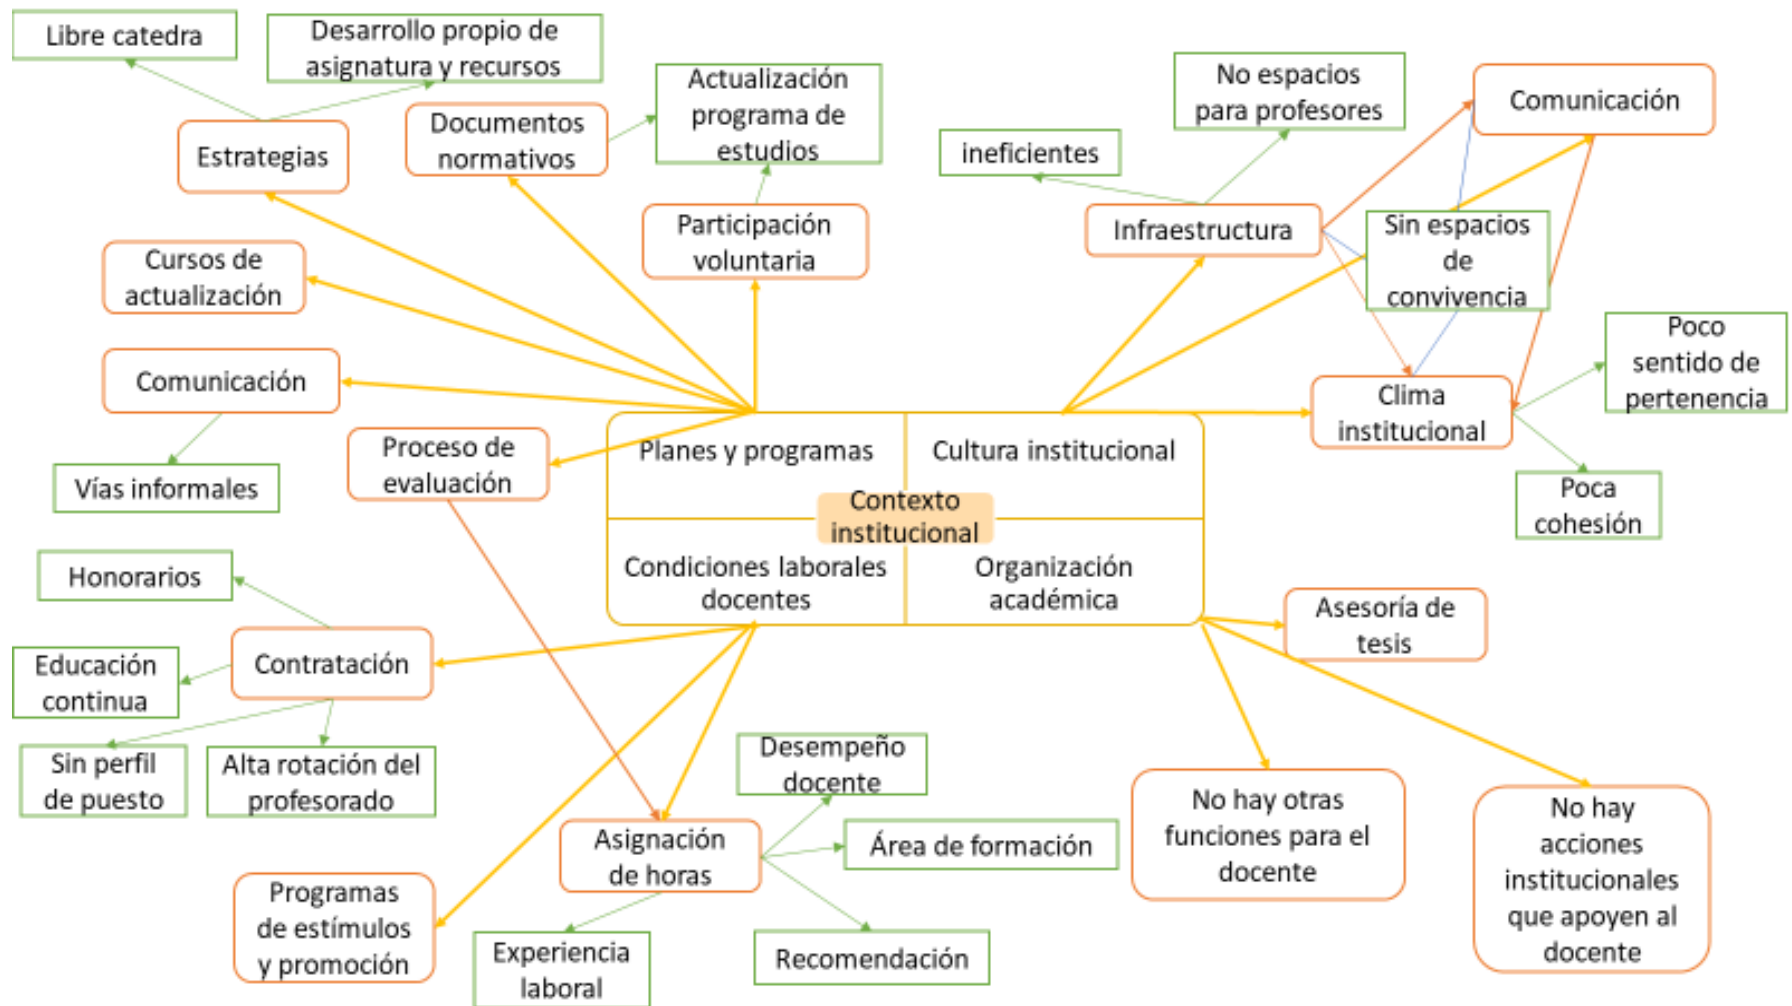 Libre catedra
Desarrollo propio de
asignatura y recursos
Estrategias
Documentos
normativos
Actualización
programa de
estudios
Participación
voluntaria
Cursos de
actualización
Comunicación
Vías informales
Proceso de
evaluación
No espacios
para profesores
ineficientes
Infraestructura
Comunicación
Sin espacios
de
convivencia
Clima
institucional
Poco
sentido de
pertenencia
Poca
cohesión
Planes y programas
Cultura institucional
Contexto
institucional
Condiciones laborales
docentes
Organización
académica
Honorarios
Contratación
Educación
continua
Sin perfil
de puesto
Alta rotación del
profesorado
Programas
de estímulos
y promoción
Asignación
de horas
Desempeño
docente
Área de formación
Recomendación
Experiencia
laboral
Asesoría de
tesis
No hay otras
funciones para el
docente
No hay
acciones
institucionales
que apoyen al
docente